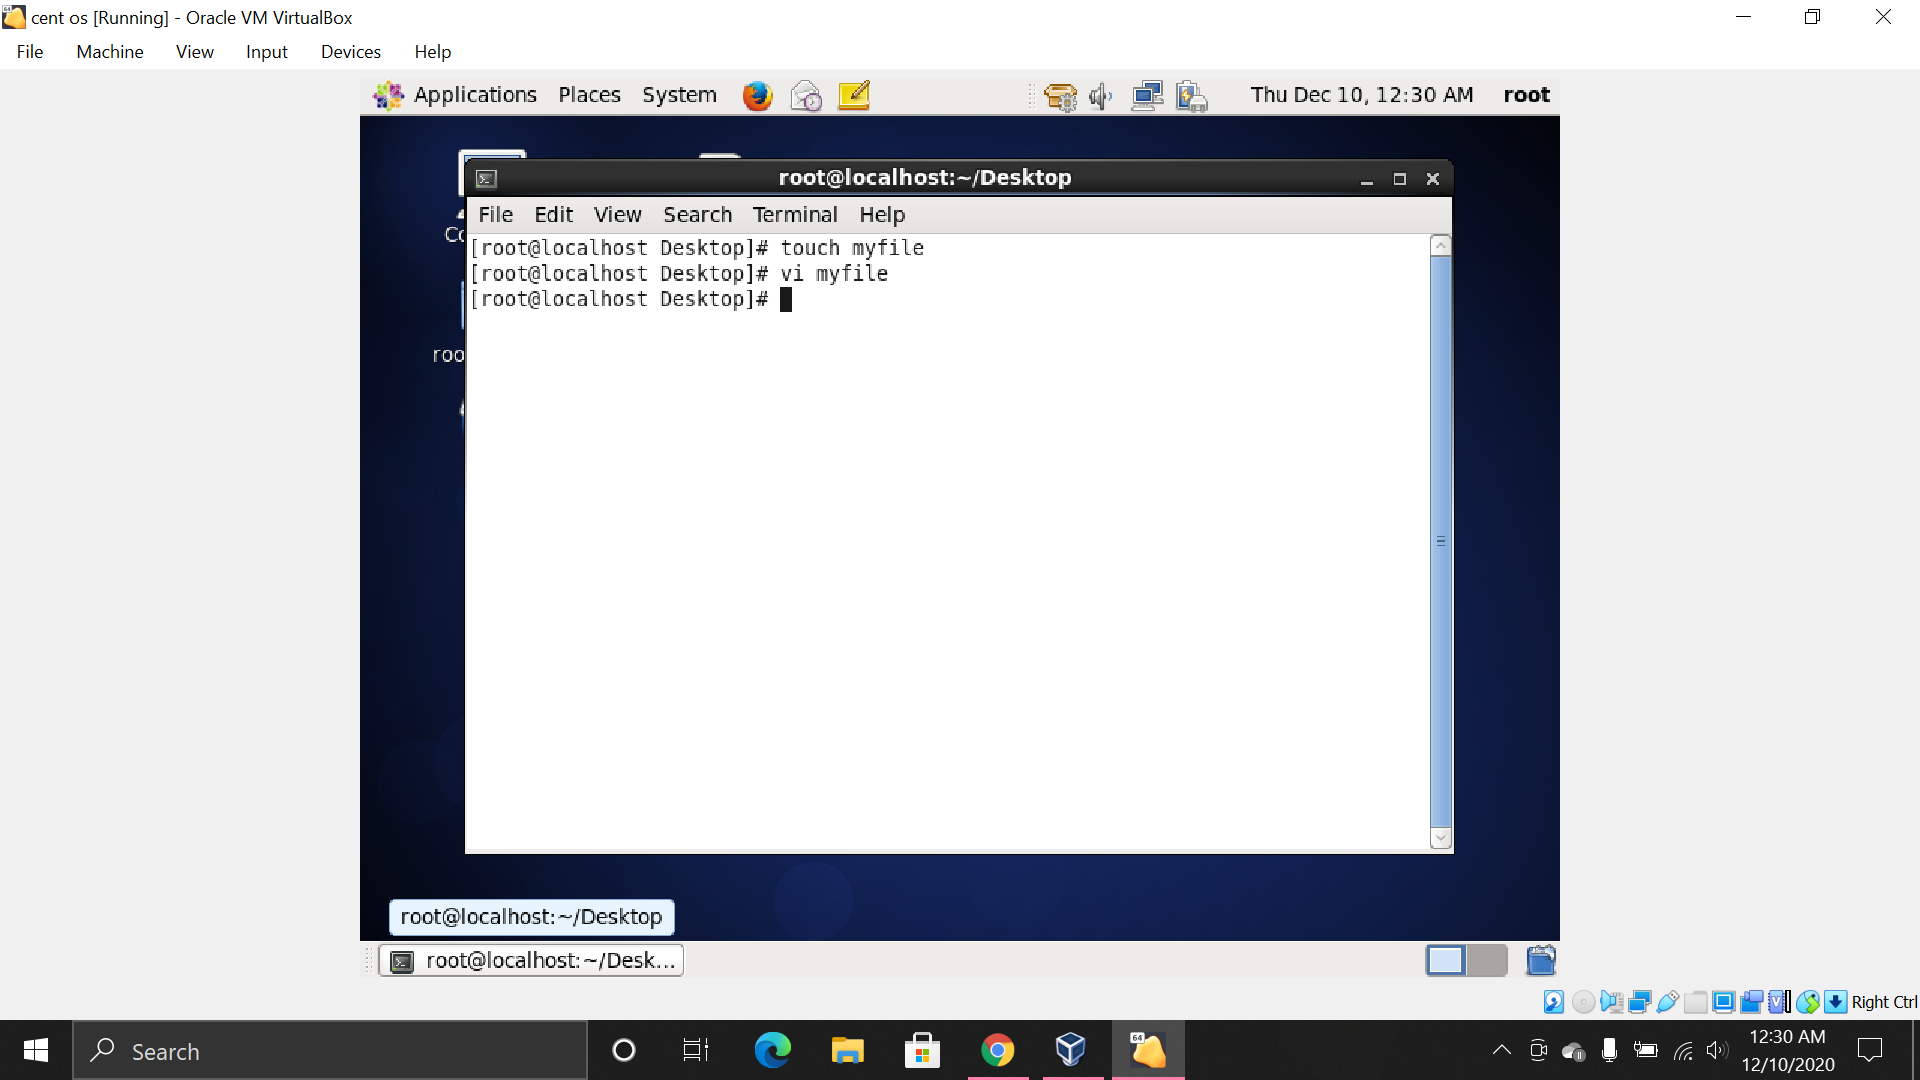 cent os [Running] - Oracle VM VirtualBox
File Machine View Input Devices Help
Applications Places System Thu Dec 10, 12:30 AM root
root@localhost:~/Desktop
File Edit View Search Terminal Help
[root@localhost Desktop]# touch myfile
[root@localhost Desktop]# vi myfile
[root@localhost Desktop]#
root@localhost:~/Desktop
root@localhost:~/Desk...
Right Ctrl
Search
64
12:30 AM
12/10/2020